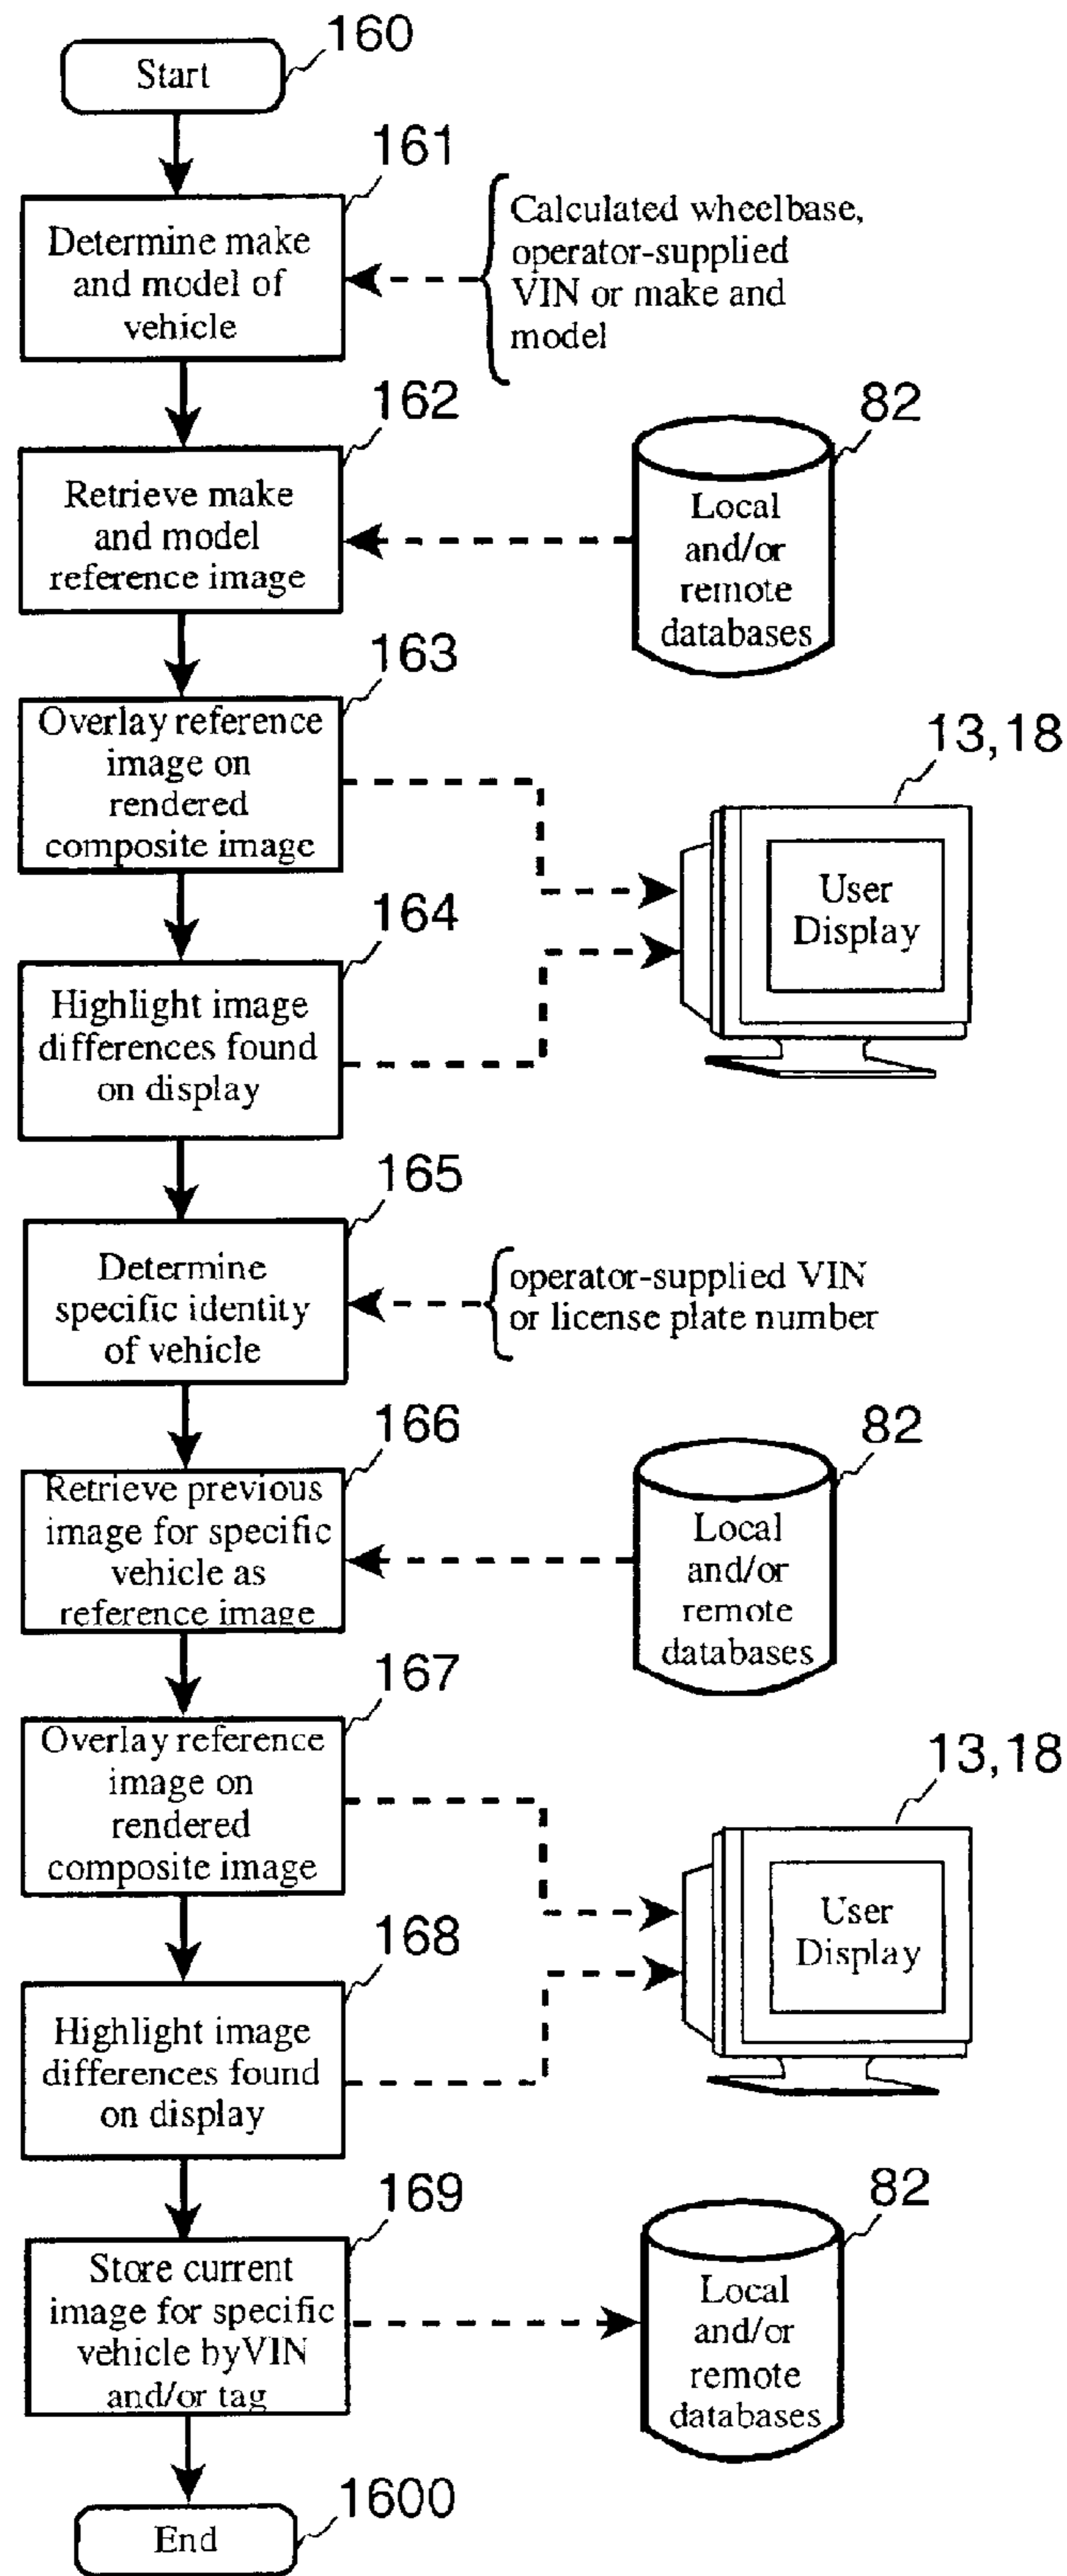 160
Start
161
Determine make
and model of
vehicle
Calculated wheelbase,
operator-supplied
VIN or make and
model
162
Retrieve make
and model
reference image
82
Local
and/or
remote
databases
163
Overlay reference
image on
rendered
composite image
13,18
User
Display
164
Highlight image
differences found
on display
165
Determine
specific identity
of vehicle
operator-supplied VIN
or license plate number
166
Retrieve previous
image for specific
vehicle as
reference image
82
Local
and/or
remote
databases
167
Overlay reference
image on
rendered
composite image
13,18
User
Display
168
Highlight image
differences found
on display
169
Store current
image for specific
vehicle byVIN
and/or tag
82
Local
and/or
remote
databases
1600
End